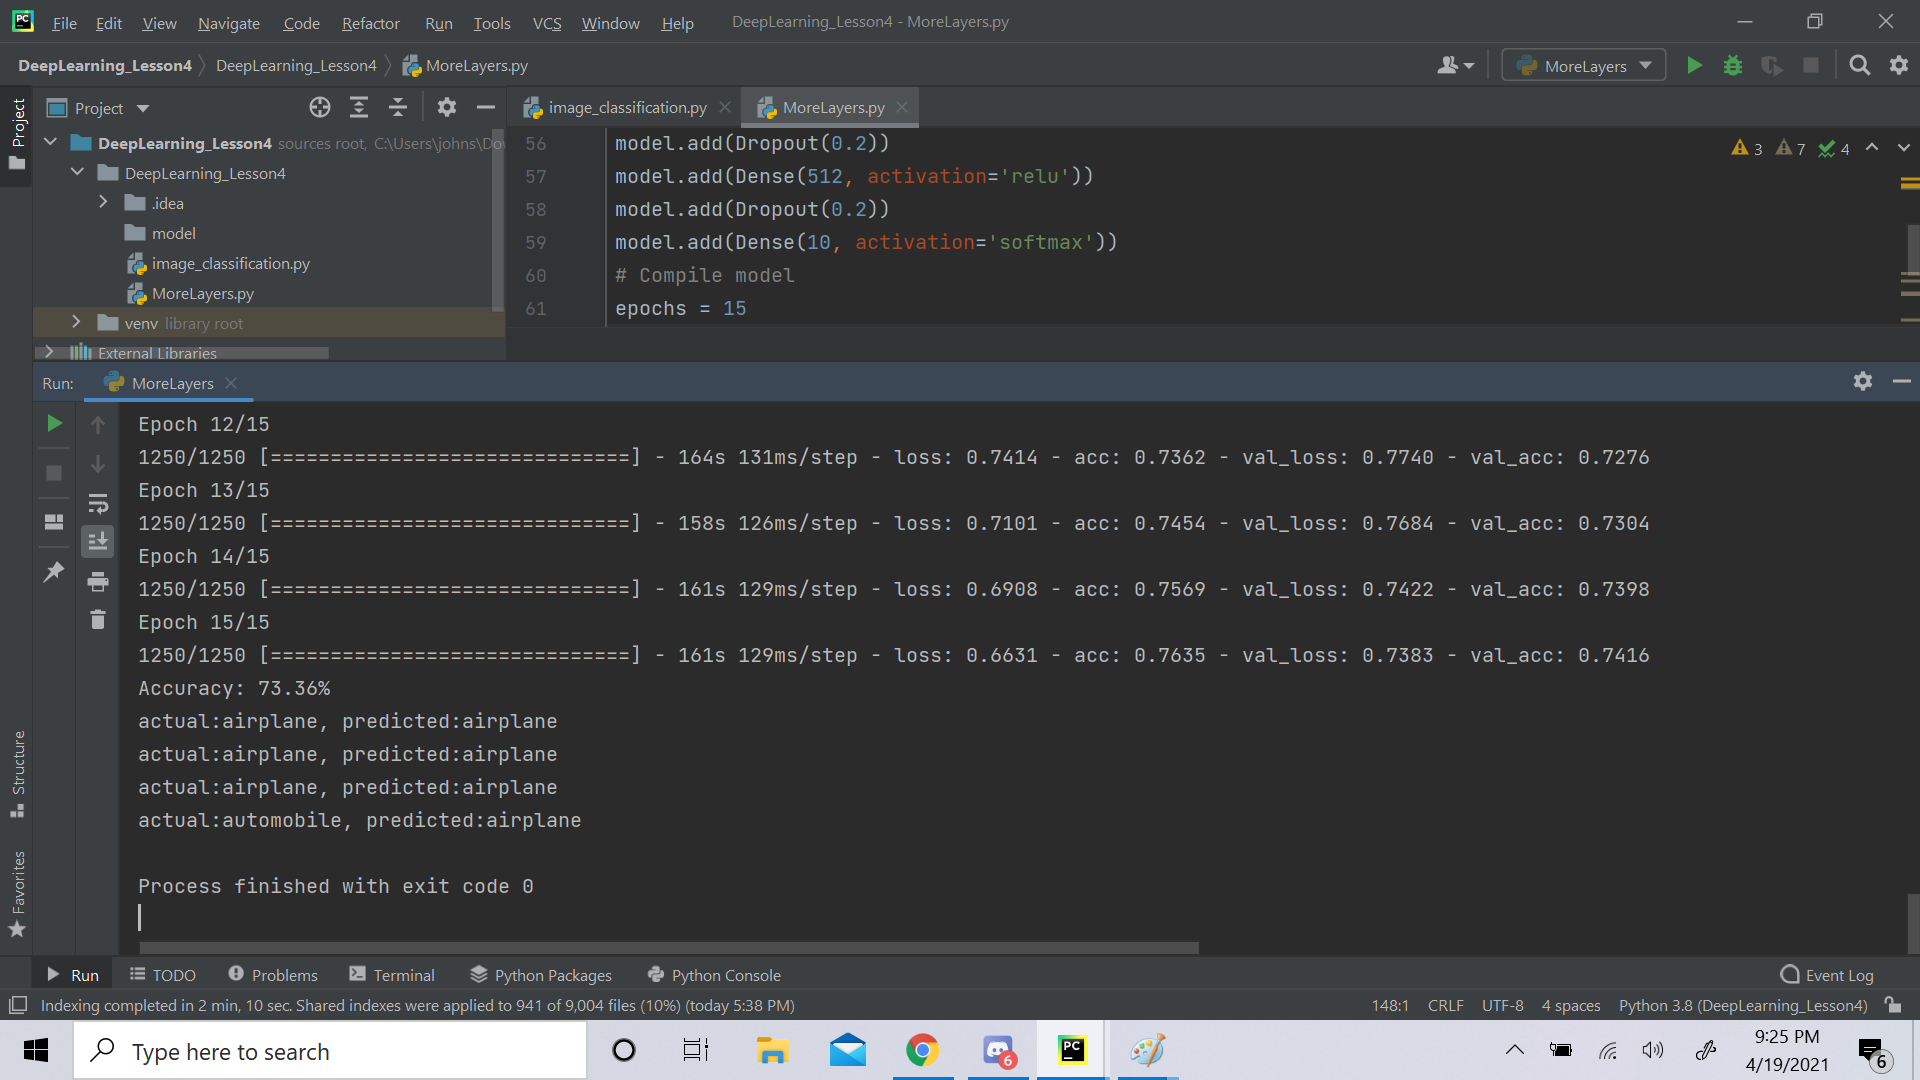 PC File Edit View Navigate Code Refactor Run Tools VCS Window Help DeepLearning_Lesson4 - MoreLayers.py
DeepLearning_Lesson4 DeepLearning_Lesson4 MoreLayers.py MoreLayers
Project
Project image_classification.py MoreLayers.py
DeepLearning_Lesson4 sources root, C:\Users\johns\Do
DeepLearning_Lesson4
.idea
model
image_classification.py
MoreLayers.py
venv library root
External Libraries
3 7 4
56 model.add(Dropout(0.2))
57 model.add(Dense(512, activation='relu'))
58 model.add(Dropout(0.2))
59 model.add(Dense(10, activation='softmax'))
60 # Compile model
61 epochs = 15
Run: MoreLayers
Epoch 12/15
1250/1250 [==============================] - 164s 131ms/step - loss: 0.7414 - acc: 0.7362 - val_loss: 0.7740 - val_acc: 0.7276
Epoch 13/15
1250/1250 [==============================] - 158s 126ms/step - loss: 0.7101 - acc: 0.7454 - val_loss: 0.7684 - val_acc: 0.7304
Epoch 14/15
1250/1250 [==============================] - 161s 129ms/step - loss: 0.6908 - acc: 0.7569 - val_loss: 0.7422 - val_acc: 0.7398
Epoch 15/15
1250/1250 [==============================] - 161s 129ms/step - loss: 0.6631 - acc: 0.7635 - val_loss: 0.7383 - val_acc: 0.7416
Accuracy: 73.36%
actual:airplane, predicted:airplane
actual:airplane, predicted:airplane
actual:airplane, predicted:airplane
actual:automobile, predicted:airplane
Process finished with exit code 0
Structure
Favorites
Run TODO Problems Terminal Python Packages Python Console Event Log
Indexing completed in 2 min, 10 sec. Shared indexes were applied to 941 of 9,004 files (10%) (today 5:38 PM) 148:1 CRLF UTF-8 4 spaces Python 3.8 (DeepLearning_Lesson4)
Type here to search 6 PC 9:25 PM
4/19/2021 6